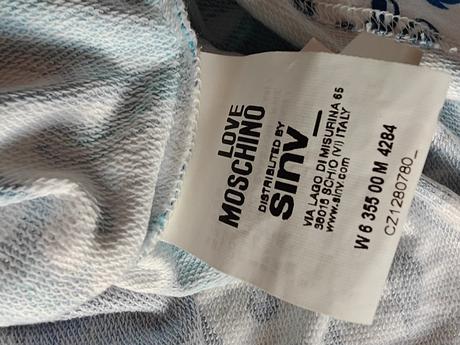 LOVE
MOSCHINO
DISTRIBUTED BY
sinv_
VIA LAGO DI MISURINA 65
36015 SCHIO (VI) ITALY
www.sinv.com
W 6 355 00 M 4284
CZ1280780_